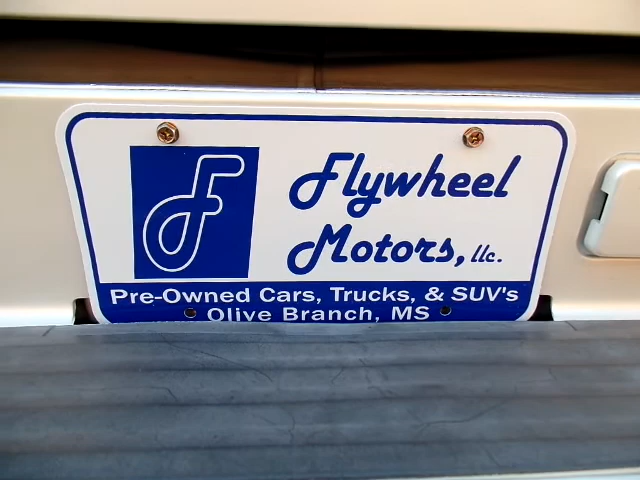 F
Flywheel
Motors, llc.
Pre-Owned Cars, Trucks, & SUV's
Olive Branch, MS